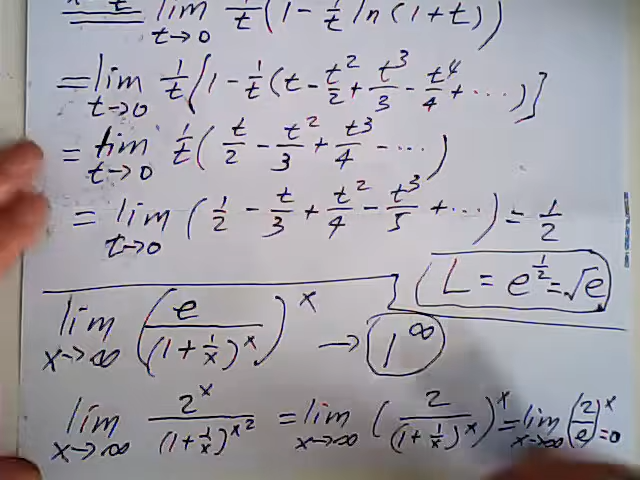 = lim t→0 1/t (1 - 1/t ln(1+t))
= lim t→0 1/t [1 - 1/t (t - t²/2 + t³/3 - t⁴/4 + ···)]
= lim t→0 1/t (t/2 - t²/3 + t³/4 - ···)
= lim t→0 (1/2 - t/3 + t²/4 - t³/5 + ···) = 1/2
L = e^(1/2) = √e
lim x→∞ (e/(1+1/x)^x)^x → 1^∞
lim x→∞ 2^x/(1+1/x)^(x²) = lim x→∞ (2/(1+1/x)^x)^x = lim x→∞ (2/e)^x = 0